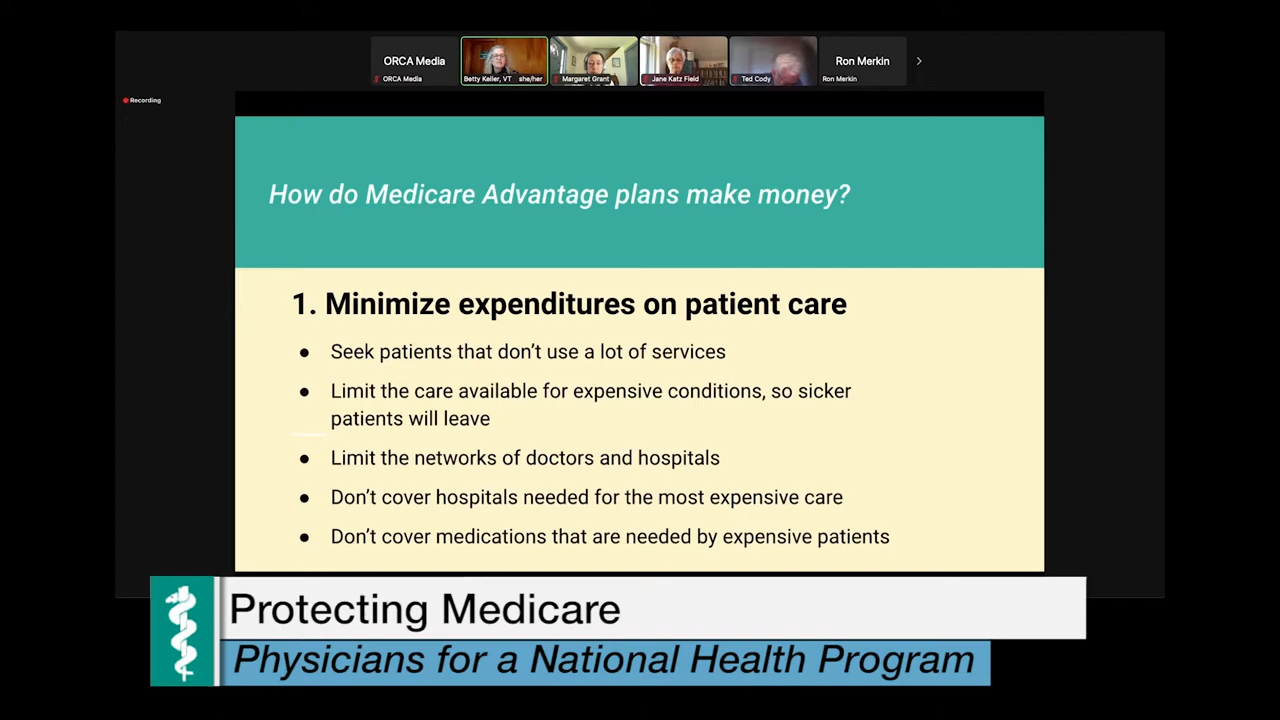 ORCA Media
ORCA Media
Betty Keller, VT she/her
Margaret Grant
Jane Katz Field
Ted Cody
Ron Merkin
Ron Merkin
Recording
How do Medicare Advantage plans make money?
1. Minimize expenditures on patient care
● Seek patients that don’t use a lot of services
● Limit the care available for expensive conditions, so sicker
patients will leave
● Limit the networks of doctors and hospitals
● Don’t cover hospitals needed for the most expensive care
● Don’t cover medications that are needed by expensive patients
Protecting Medicare
Physicians for a National Health Program